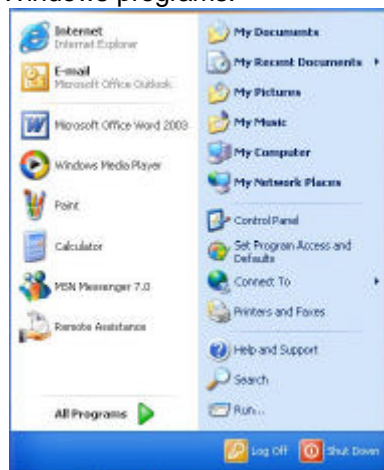 Windows programs.
Internet
Internet Explorer
E-mail
Microsoft Office Outlook
Microsoft Office Word 2003
Windows Media Player
Paint
Calculator
MSN Messenger 7.0
Remote Assistance
All Programs
My Documents
My Recent Documents
My Pictures
My Music
My Computer
My Network Places
Control Panel
Set Program Access and
Defaults
Connect To
Printers and Faxes
Help and Support
Search
Run...
Log Off
Shut Down